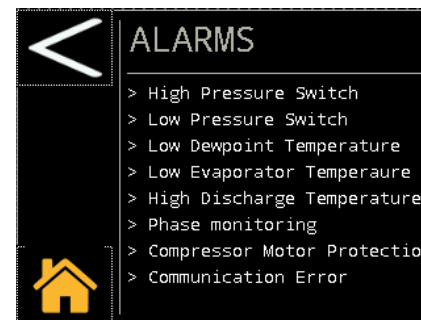 ALARMS
> High Pressure Switch
> Low Pressure Switch
> Low Dewpoint Temperature
> Low Evaporator Temperaure
> High Discharge Temperature
> Phase monitoring
> Compressor Motor Protectio
> Communication Error